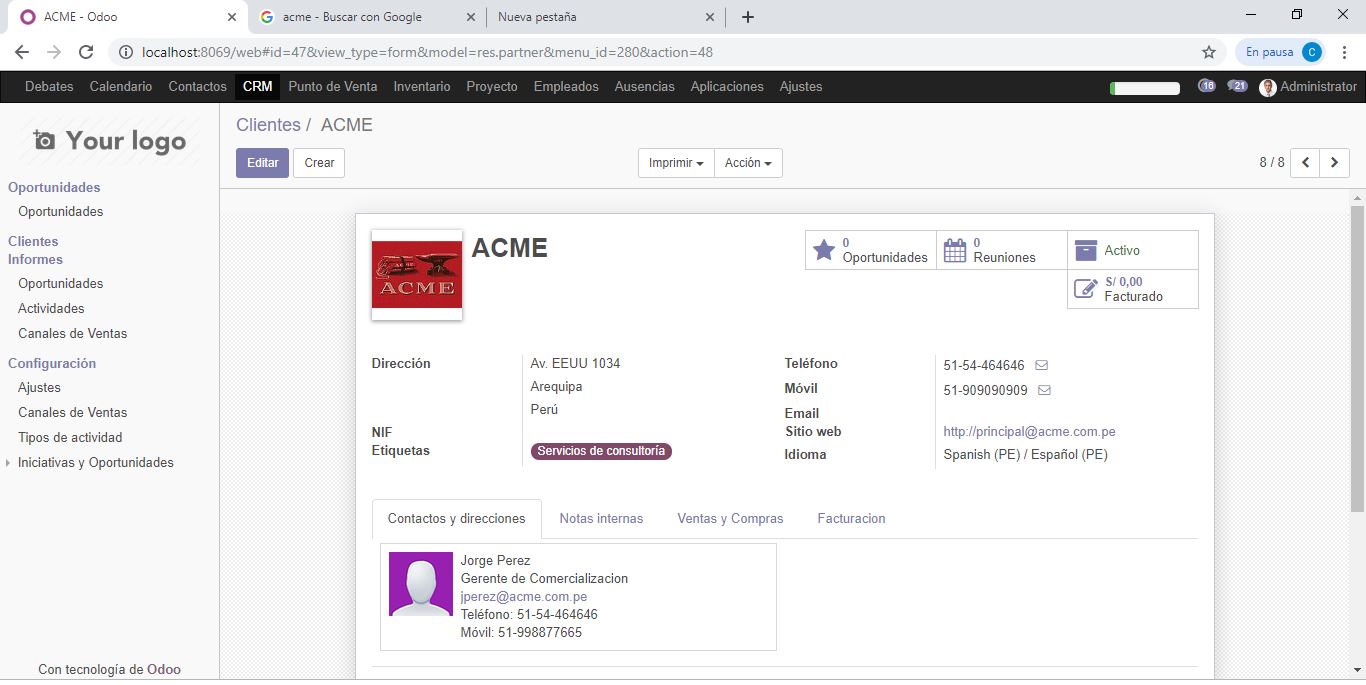 ACME - Odoo
acme - Buscar con Google
Nueva pestaña
localhost:8069/web#id=47&view_type=form&model=res.partner&menu_id=280&action=48
En pausa
C
Debates Calendario Contactos CRM Punto de Venta Inventario Proyecto Empleados Ausencias Aplicaciones Ajustes
16 21 Administrator
Your logo
Oportunidades
Oportunidades
Clientes
Informes
Oportunidades
Actividades
Canales de Ventas
Configuración
Ajustes
Canales de Ventas
Tipos de actividad
Iniciativas y Oportunidades
Con tecnología de Odoo
Clientes / ACME
Editar Crear
Imprimir Acción
8 / 8
ACME
ACME
0
Oportunidades
0
Reuniones
Activo
S/ 0,00
Facturado
Dirección
Av. EEUU 1034
Arequipa
Perú
NIF
Etiquetas Servicios de consultoría
Teléfono 51-54-464646
Móvil 51-909090909
Email
Sitio web http://principal@acme.com.pe
Idioma Spanish (PE) / Español (PE)
Contactos y direcciones Notas internas Ventas y Compras Facturacion
Jorge Perez
Gerente de Comercializacion
jperez@acme.com.pe
Teléfono: 51-54-464646
Móvil: 51-998877665